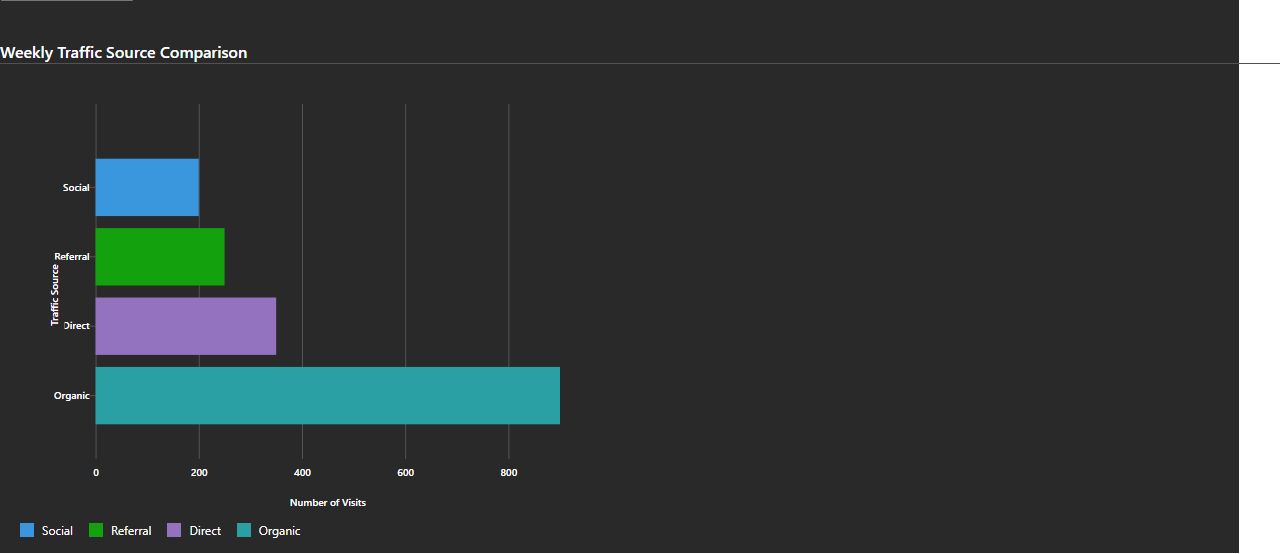 Weekly Traffic Source Comparison
Social
Referral
Traffic Source
Direct
Organic
0 200 400 600 800
Number of Visits
Social Referral Direct Organic